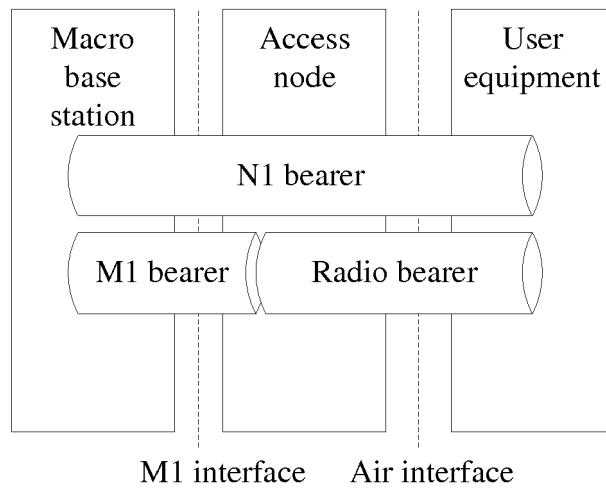 Macro
base
station
Access
node
User
equipment
N1 bearer
M1 bearer
Radio bearer
M1 interface
Air interface